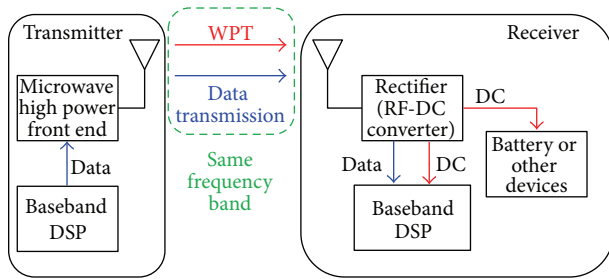 Transmitter
Microwave
high power
front end
Data
Baseband
DSP
WPT
Data
transmission
Same
frequency
band
Receiver
Rectifier
(RF-DC
converter)
DC
Battery or
other
devices
Data
DC
Baseband
DSP